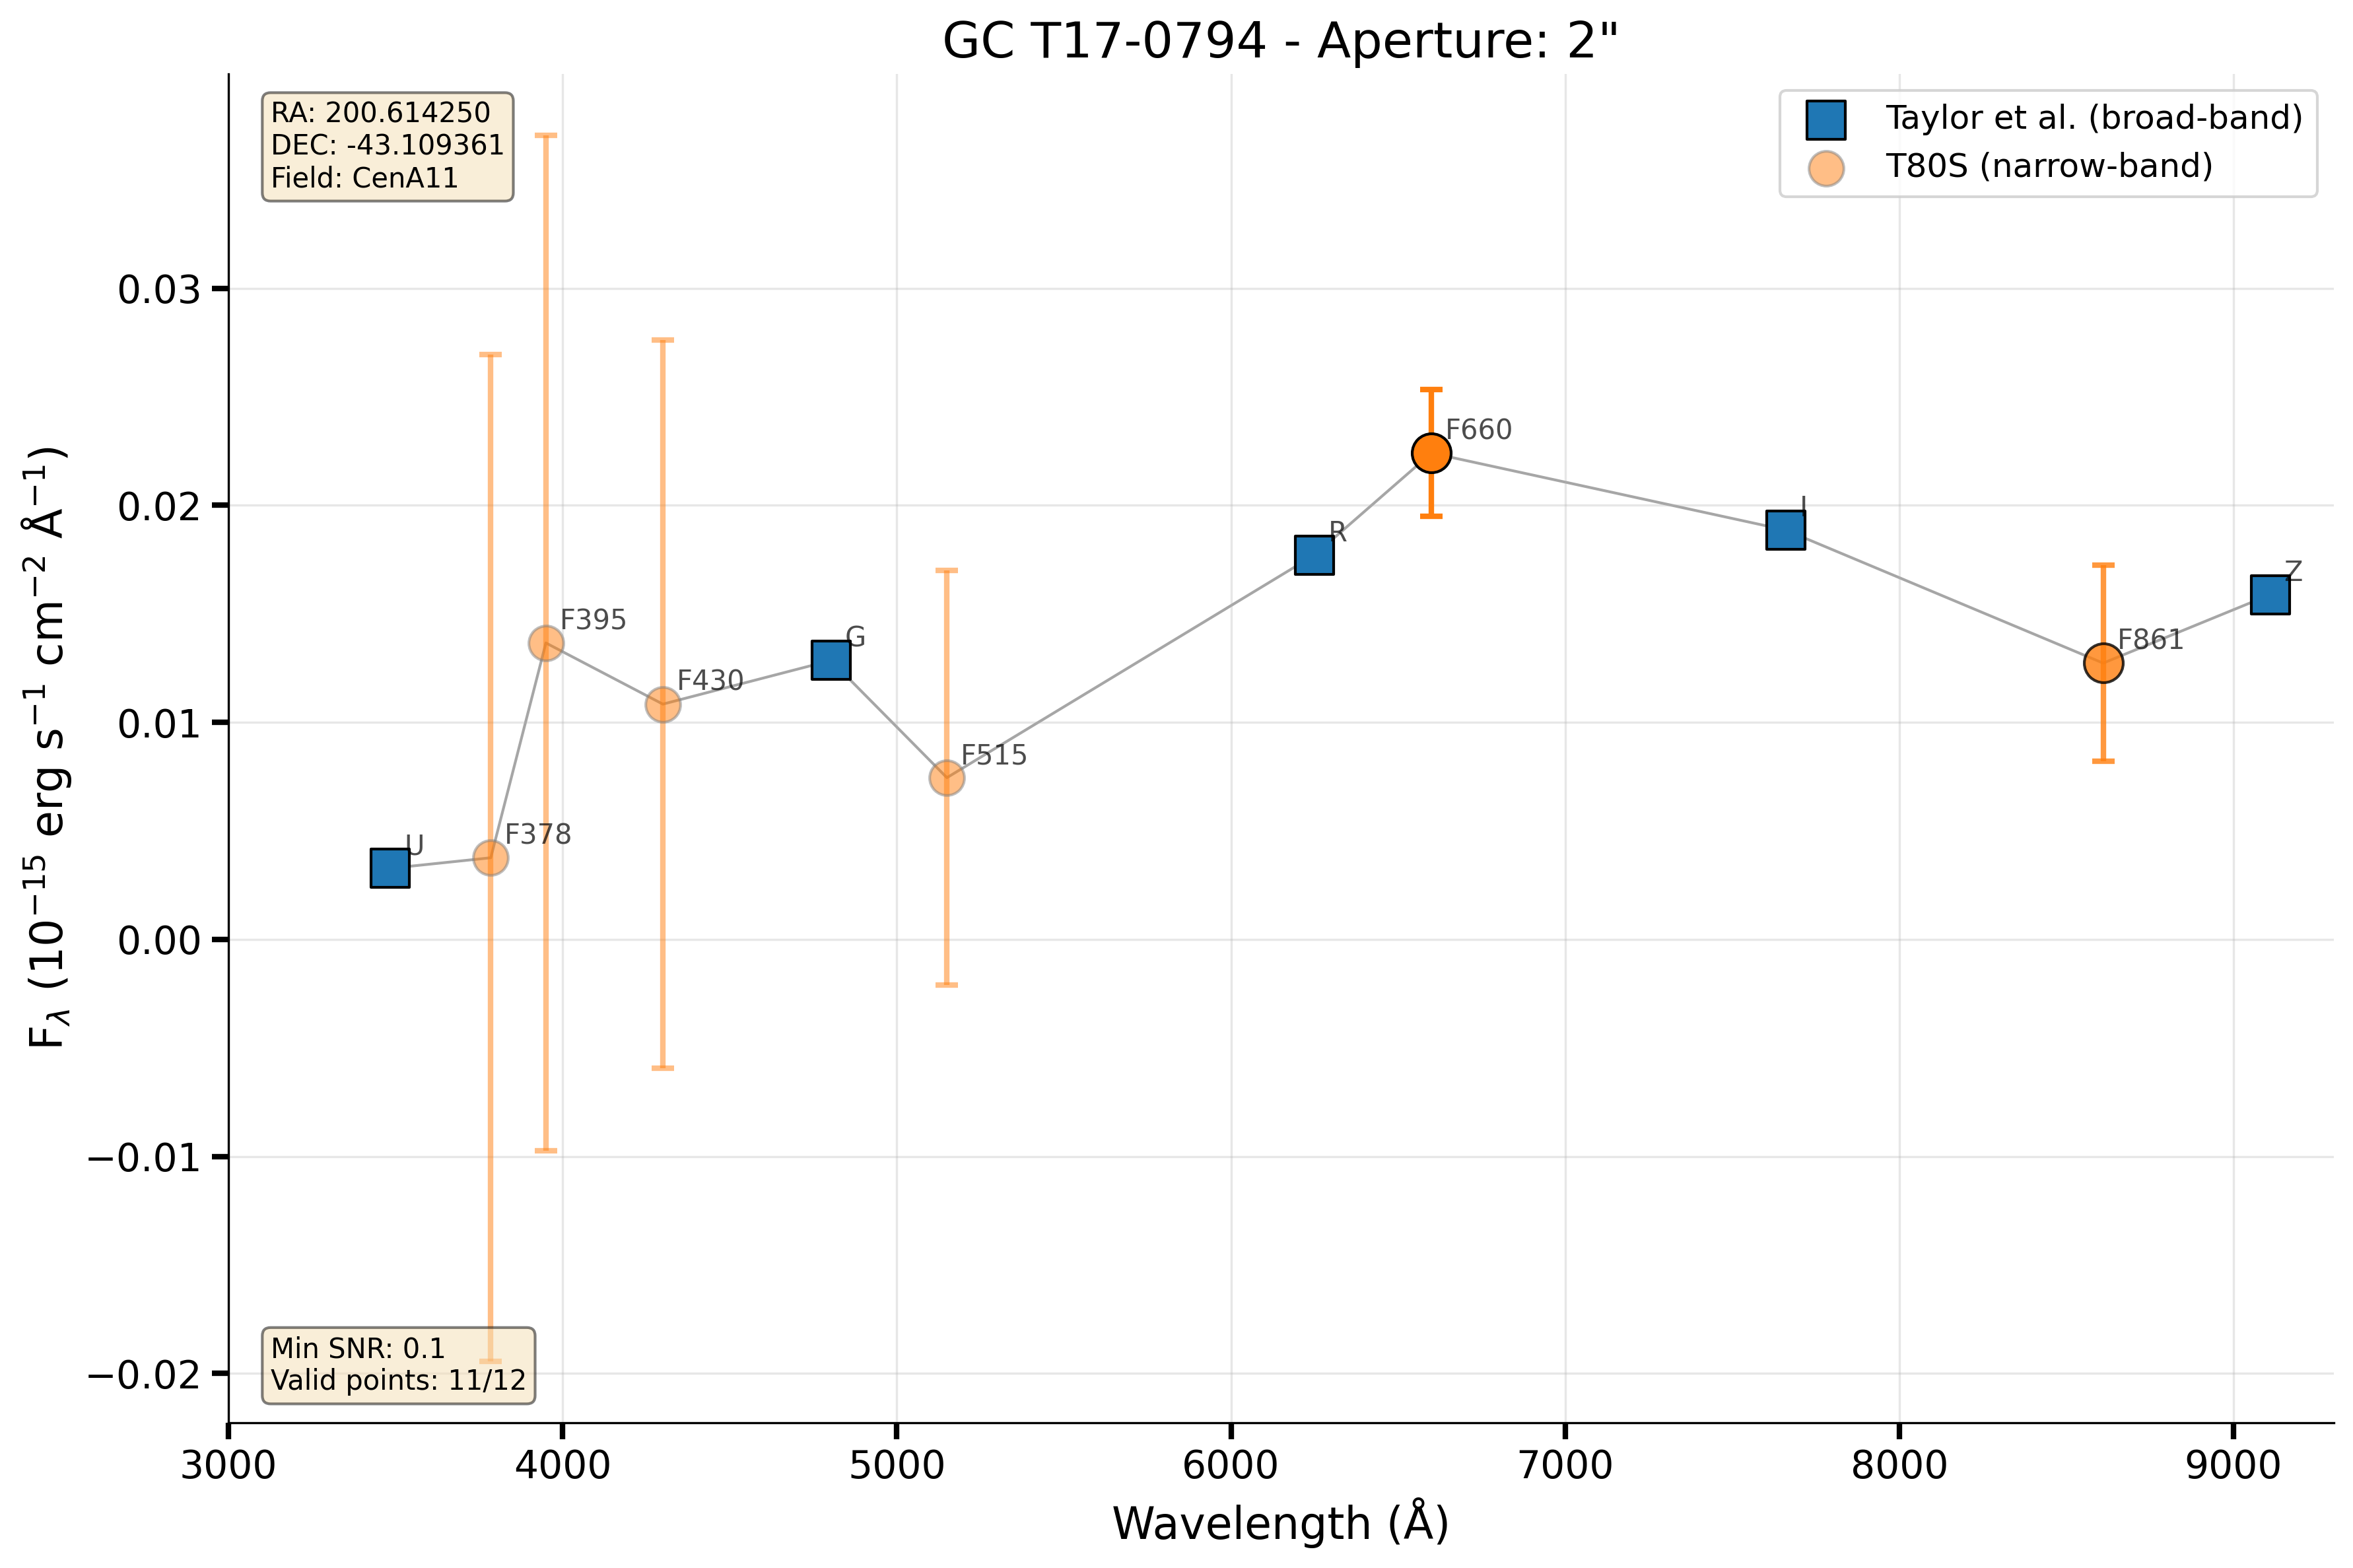 GC T17-0794 - Aperture: 2"
RA: 200.614250
DEC: -43.109361
Field: CenA11
Taylor et al. (broad-band)
T80S (narrow-band)
F_λ (10⁻¹⁵ erg s⁻¹ cm⁻² Å⁻¹)
0.03
0.02
0.01
0.00
−0.01
−0.02
U
F378
F395
F430
G
F515
R
F660
I
F861
Z
Min SNR: 0.1
Valid points: 11/12
3000 4000 5000 6000 7000 8000 9000
Wavelength (Å)